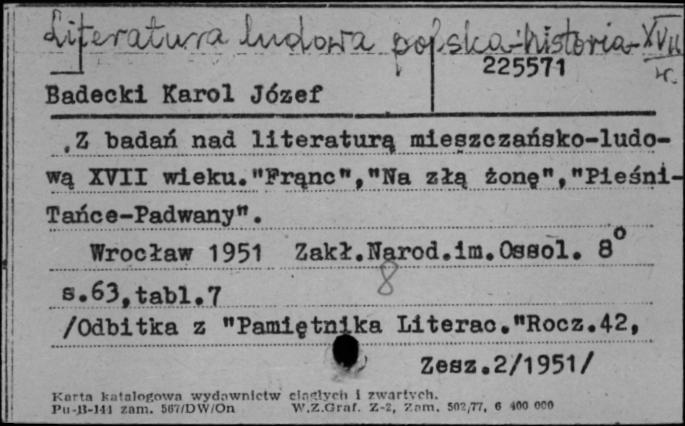 Literatura ludowa polska-historia-XVII
w.
225571
Badecki Karol Józef
Z badań nad literaturą mieszczańsko-ludo-
wą XVII wieku."Frąnc","Na złą żonę","Pieśni-
Tańce-Padwany".
Wrocław 1951 Zakł.Narod.im.Ossol. 8°
8
s.63,tabl.7
/Odbitka z "Pamiętnika Literac."Rocz.42,
Zesz.2/1951/
Karta katalogowa wydawnictw ciągłych i zwartych.
Pu-B-141 zam. 567/DW/On W.Z.Graf. Z-2, Zam. 502,77, 6 400 000